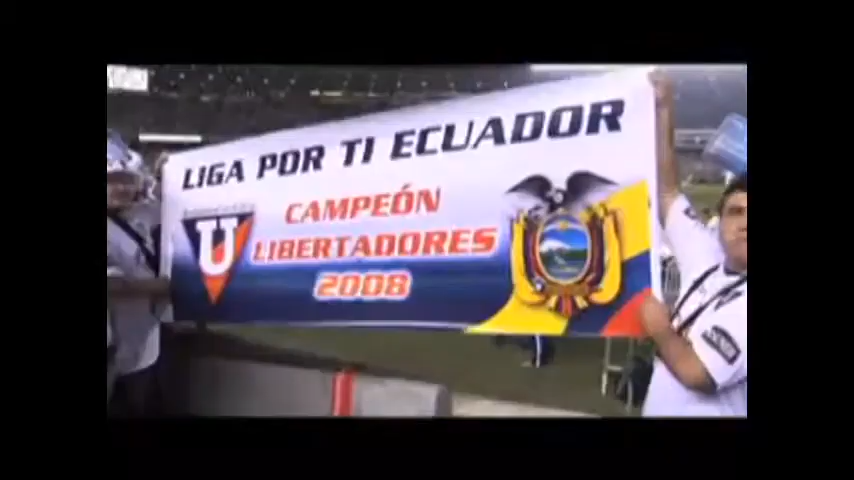 LIGA POR TI ECUADOR
CAMPEÓN
LIBERTADORES
2008
U